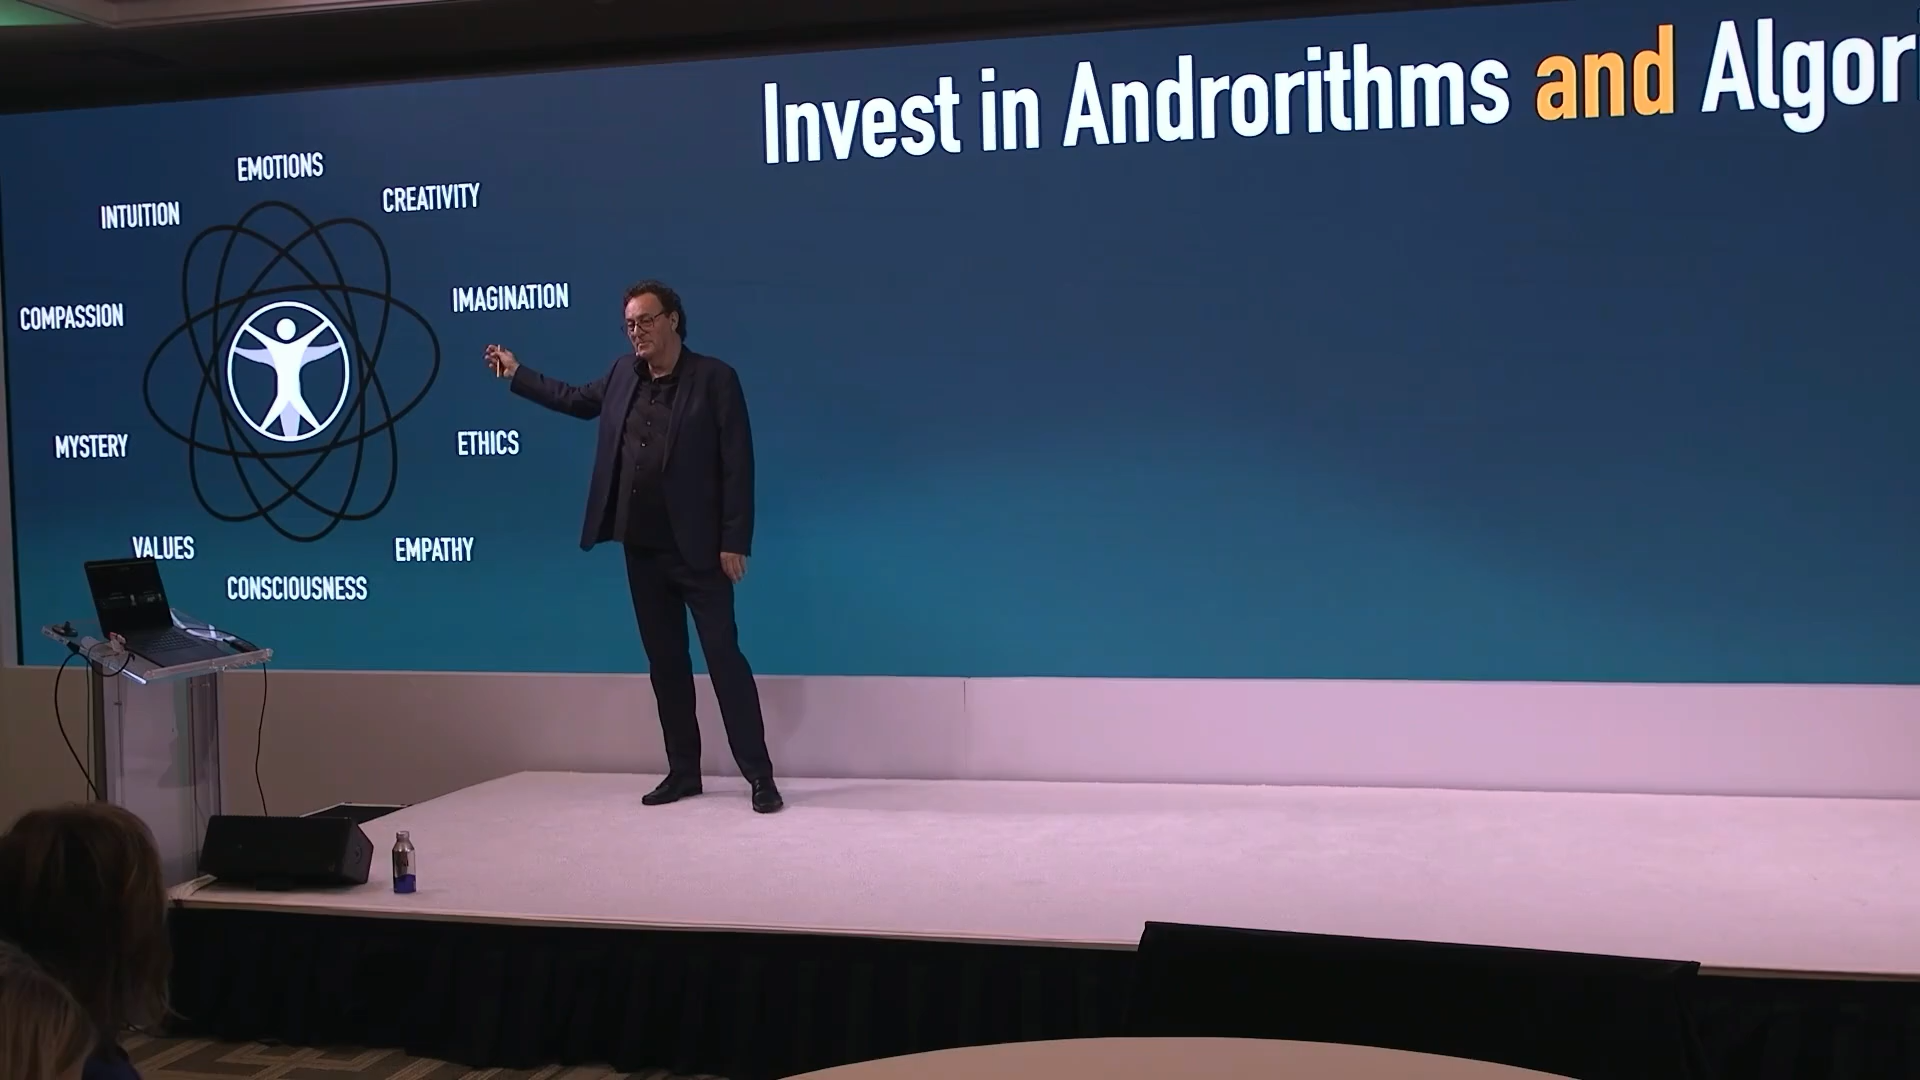 Invest in Androrithms and Algor
EMOTIONS
CREATIVITY
INTUITION
IMAGINATION
COMPASSION
ETHICS
MYSTERY
VALUES
EMPATHY
CONSCIOUSNESS